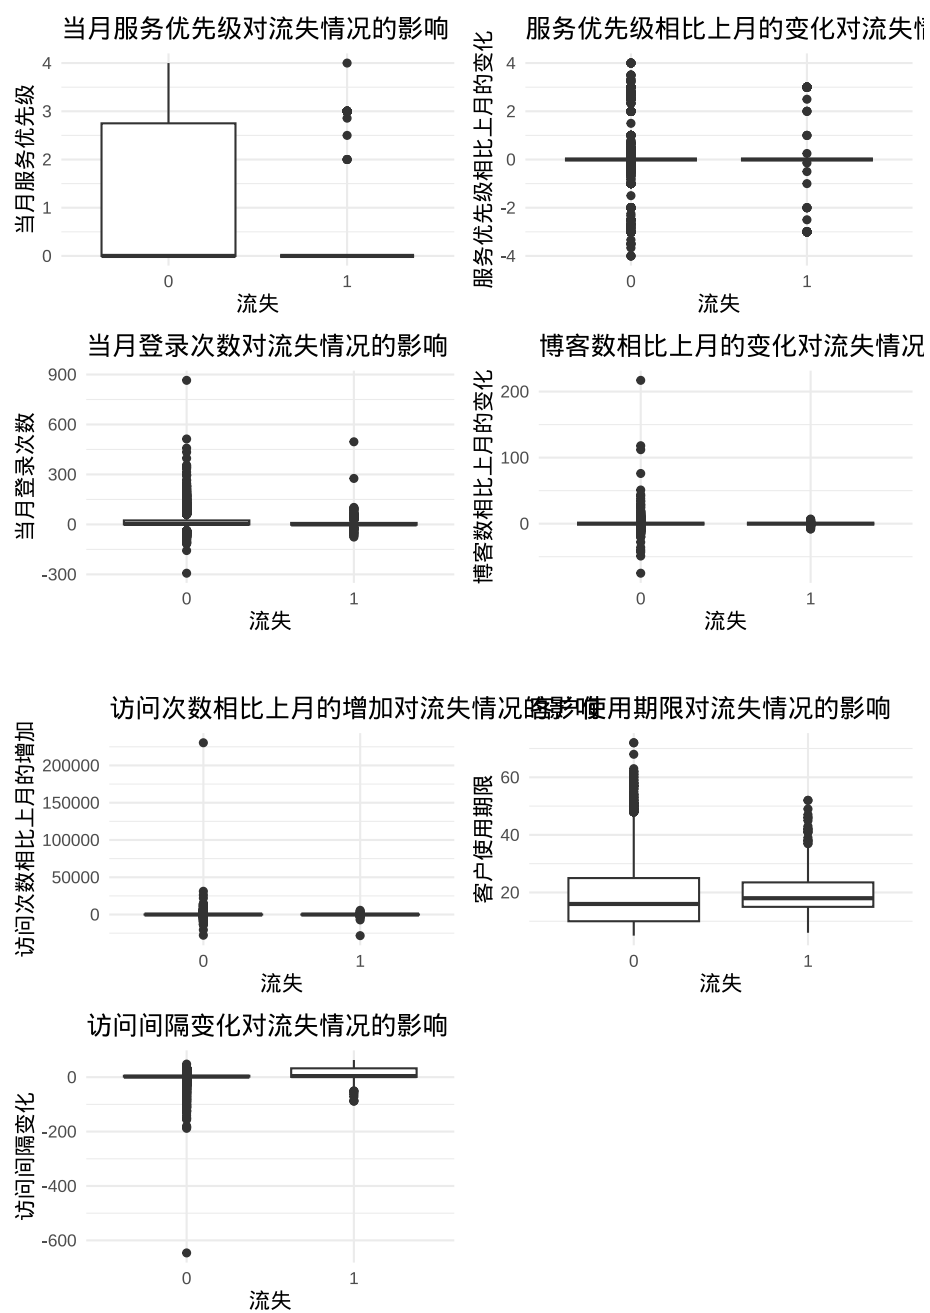 当月服务优先级对流失情况的影响
当月服务优先级
4
3
2
1
0
0 1
流失
服务优先级相比上月的变化对流失
服务优先级相比上月的变化
4
2
0
-2
-4
0 1
流失
当月登录次数对流失情况的影响
当月登录次数
900
600
300
0
-300
0 1
流失
博客数相比上月的变化对流失情况
博客数相比上月的变化
200
100
0
0 1
流失
访问次数相比上月的增加对流失情况的影响
访问次数相比上月的增加
200000
150000
100000
50000
0
0 1
流失
客户使用期限对流失情况的影响
客户使用期限
60
40
20
0 1
流失
访问间隔变化对流失情况的影响
访问间隔变化
0
-200
-400
-600
0 1
流失